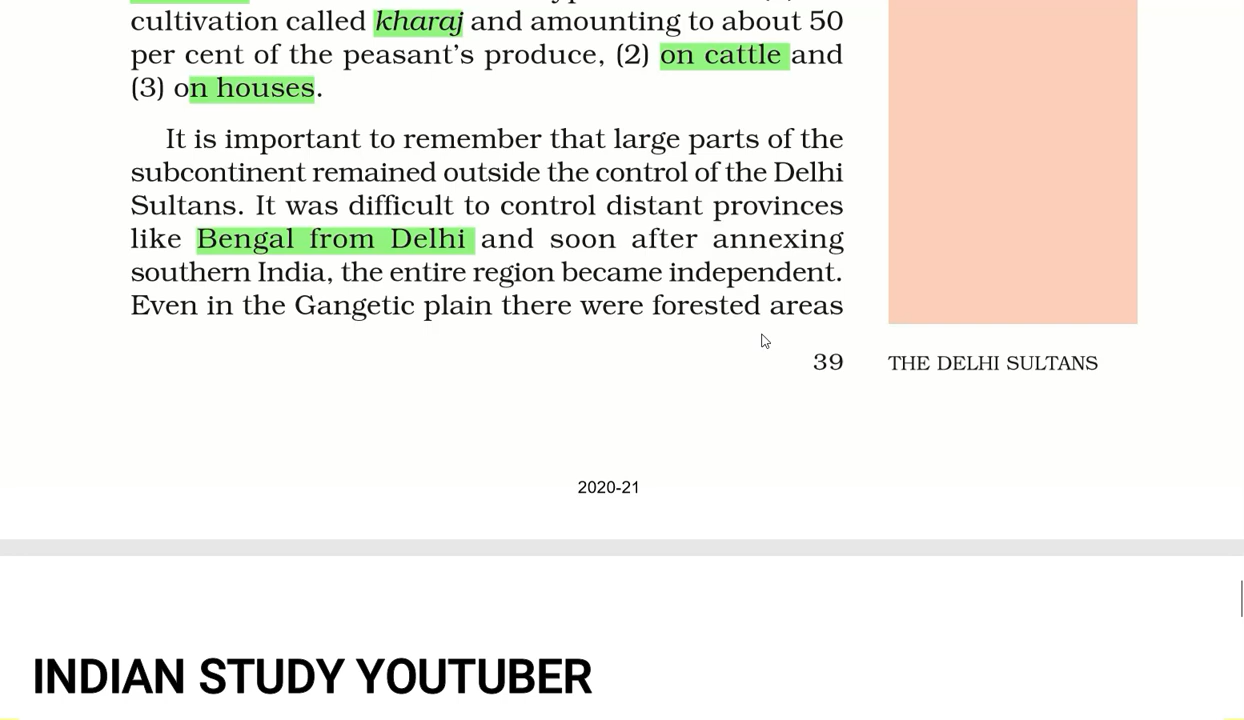 cultivation called kharaj and amounting to about 50
per cent of the peasant’s produce, (2) on cattle and
(3) on houses.
It is important to remember that large parts of the
subcontinent remained outside the control of the Delhi
Sultans. It was difficult to control distant provinces
like Bengal from Delhi and soon after annexing
southern India, the entire region became independent.
Even in the Gangetic plain there were forested areas
39 THE DELHI SULTANS
2020-21
INDIAN STUDY YOUTUBER